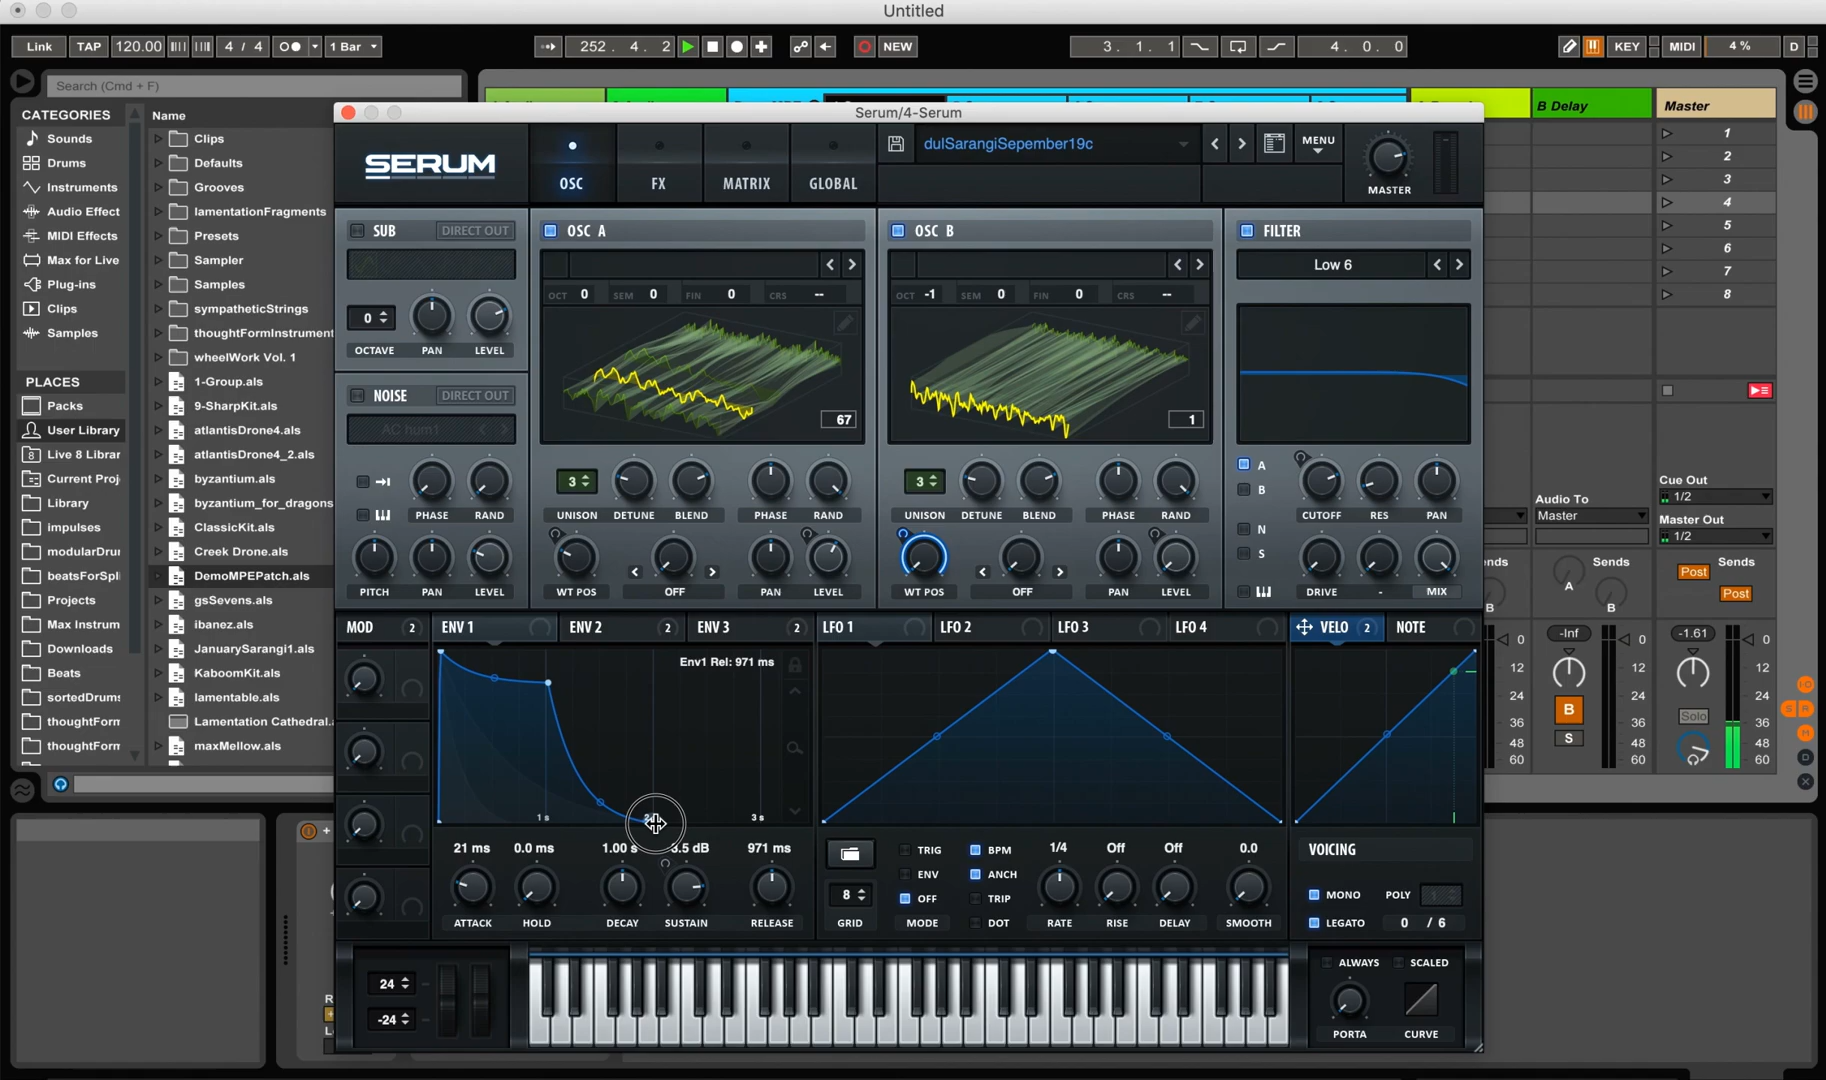 Untitled
Link TAP 120.00 4 / 4 1 Bar 252. 4. 2 NEW 3. 1. 1 4. 0. 0 KEY MIDI 4 % D
Search (Cmd + F)
CATEGORIES
Sounds
Drums
Instruments
Audio Effect
MIDI Effects
Max for Live
Plug-ins
Clips
Samples
PLACES
Packs
User Library
Live 8 Librar
Current Proj
Library
impulses
modularDru
beatsForSpli
Projects
Max Instrum
Downloads
Beats
sortedDrum
thoughtForm
thoughtForm
Name
Clips
Defaults
Grooves
lamentationFragments
Presets
Sampler
Samples
sympatheticStrings
thoughtFormInstrument
wheelWork Vol. 1
1-Group.als
9-SharpKit.als
atlantisDrone4.als
atlantisDrone4_2.als
byzantium.als
byzantium_for_dragons
ClassicKit.als
Creek Drone.als
DemoMPEPatch.als
gsSevens.als
ibanez.als
JanuarySarangi1.als
KaboomKit.als
lamentable.als
Lamentation Cathedral.
maxMellow.als
Serum/4-Serum
SERUM
OSC FX MATRIX GLOBAL
dulSarangiSepember19c
MENU
MASTER
SUB DIRECT OUT
0
OCTAVE PAN LEVEL
NOISE DIRECT OUT
AC hum1
PHASE RAND
PITCH PAN LEVEL
OSC A
OCT 0 SEM 0 FIN 0 CRS --
67
3
UNISON DETUNE BLEND PHASE RAND
WT POS OFF PAN LEVEL
OSC B
OCT -1 SEM 0 FIN 0 CRS --
1
3
UNISON DETUNE BLEND PHASE RAND
WT POS OFF PAN LEVEL
FILTER
Low 6
A
B
N
S
CUTOFF RES PAN
DRIVE - MIX
MOD 2 ENV 1 ENV 2 2 ENV 3 2 LFO 1 LFO 2 LFO 3 LFO 4 VELO 2 NOTE
Env1 Rel: 971 ms
1 s 3 s
21 ms 0.0 ms 1.00 s 971 ms
ATTACK HOLD DECAY SUSTAIN RELEASE
8
GRID
TRIG
ENV
OFF
MODE
BPM
ANCH
TRIP
DOT
1/4 Off Off 0.0
RATE RISE DELAY SMOOTH
VOICING
MONO POLY 1
LEGATO 0 / 6
24
-24
ALWAYS SCALED
PORTA CURVE
B Delay
Audio To
Master
Sends
A
B
-Inf
0
12
24
36
48
60
B
S
Master
1
2
3
4
5
6
7
8
Cue Out
1/2
Master Out
1/2
Sends
Post
Post
-1.61
0
12
24
36
48
60
Solo